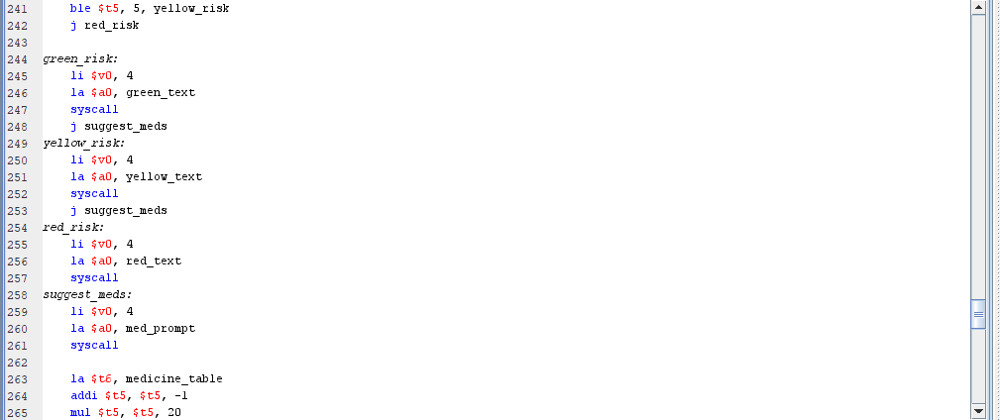 241 ble $t5, 5, yellow_risk
242 j red_risk
243
244 green_risk:
245 li $v0, 4
246 la $a0, green_text
247 syscall
248 j suggest_meds
249 yellow_risk:
250 li $v0, 4
251 la $a0, yellow_text
252 syscall
253 j suggest_meds
254 red_risk:
255 li $v0, 4
256 la $a0, red_text
257 syscall
258 suggest_meds:
259 li $v0, 4
260 la $a0, med_prompt
261 syscall
262
263 la $t6, medicine_table
264 addi $t5, $t5, -1
265 mul $t5, $t5, 20